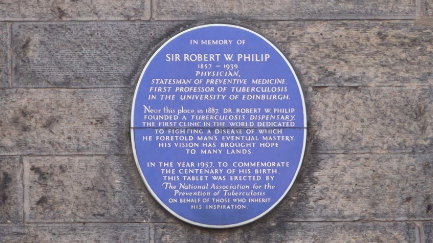 IN MEMORY OF
SIR ROBERT W. PHILIP
1857 – 1939
PHYSICIAN,
STATESMAN OF PREVENTIVE MEDICINE
FIRST PROFESSOR OF TUBERCULOSIS
IN THE UNIVERSITY OF EDINBURGH.
Near this place in 1887, DR. ROBERT W. PHILIP
FOUNDED A TUBERCULOSIS DISPENSARY,
THE FIRST CLINIC IN THE WORLD DEDICATED
TO FIGHTING A DISEASE OF WHICH
HE FORETOLD MAN'S EVENTUAL MASTERY.
HIS VISION HAS BROUGHT HOPE
TO MANY LANDS.
IN THE YEAR 1957, TO COMMEMORATE
THE CENTENARY OF HIS BIRTH,
THIS TABLET WAS ERECTED BY
The National Association for the
Prevention of Tuberculosis
ON BEHALF OF THOSE WHO INHERIT
HIS INSPIRATION.